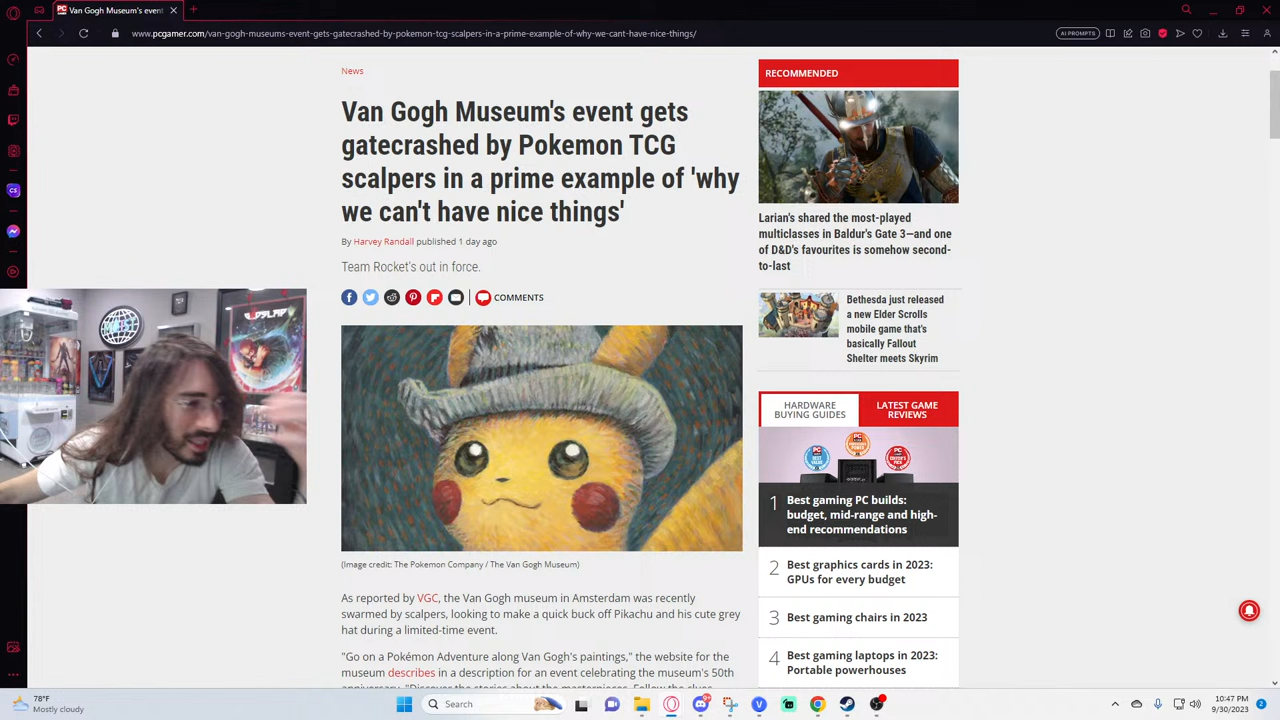 Van Gogh Museum's event
www.pcgamer.com/van-gogh-museums-event-gets-gatecrashed-by-pokemon-tcg-scalpers-in-a-prime-example-of-why-we-cant-have-nice-things/
AI PROMPTS
News
Van Gogh Museum's event gets
gatecrashed by Pokemon TCG
scalpers in a prime example of 'why
we can't have nice things'
By Harvey Randall published 1 day ago
Team Rocket's out in force.
COMMENTS
(Image credit: The Pokemon Company / The Van Gogh Museum)
As reported by VGC, the Van Gogh museum in Amsterdam was recently
swarmed by scalpers, looking to make a quick buck off Pikachu and his cute grey
hat during a limited-time event.
"Go on a Pokémon Adventure along Van Gogh's paintings," the website for the
museum describes in a description for an event celebrating the museum's 50th
anniversary. "Discover the stories about the masterpieces. Follow the clues
RECOMMENDED
Larian's shared the most-played
multiclasses in Baldur's Gate 3—and one
of D&D's favourites is somehow second-
to-last
Bethesda just released
a new Elder Scrolls
mobile game that's
basically Fallout
Shelter meets Skyrim
HARDWARE
BUYING GUIDES
LATEST GAME
REVIEWS
1
Best gaming PC builds:
budget, mid-range and high-
end recommendations
2
Best graphics cards in 2023:
GPUs for every budget
3
Best gaming chairs in 2023
4
Best gaming laptops in 2023:
Portable powerhouses
78°F
Mostly cloudy
Search
10:47 PM
9/30/2023
2